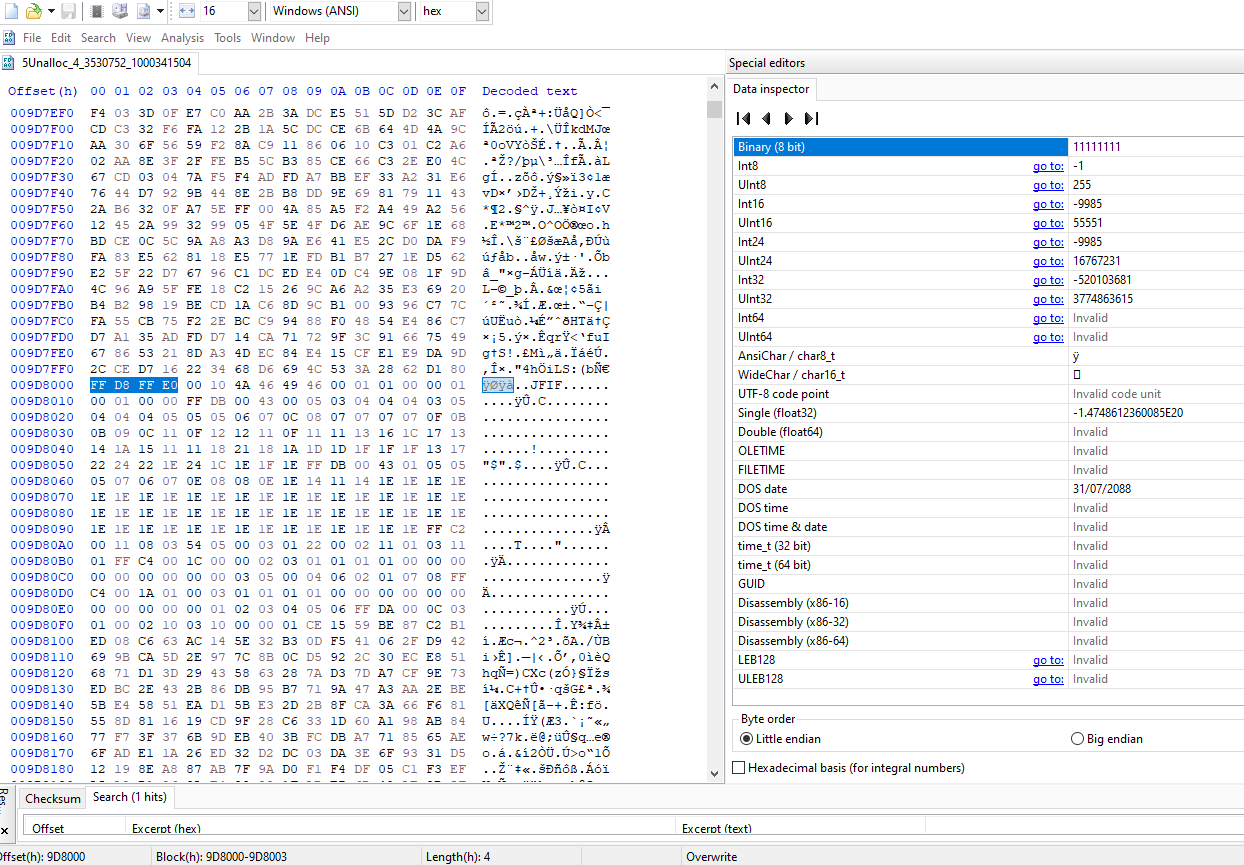 16 Windows (ANSI) hex
File Edit Search View Analysis Tools Window Help
5Unalloc_4_3530752_1000341504
Offset(h) 00 01 02 03 04 05 06 07 08 09 0A 0B 0C 0D 0E 0F Decoded text
009D7EF0 F4 03 3D 0F E7 C0 AA 2B 3A DC E5 51 5D D2 3C AF ô.=.çÀª+:ÜåQ]Ò<¯
009D7F00 CD C3 32 F6 FA 12 2B 1A 5C DC CE 6B 64 4D 4A 9C ÍÃ2öú.+.\ÜÎkdMJœ
009D7F10 AA 30 6F 56 59 F2 8A C9 11 86 06 10 C3 01 C2 A6 ª0oVYòŠÉ.†..Ã.Â¦
009D7F20 02 AA 8E 3F 2F FE B5 5C B3 85 CE 66 C3 2E E0 4C .ªŽ?/þµ\³…ÎfÃ.àL
009D7F30 67 CD 03 04 7A F5 F4 AD FD A7 BB EF 33 A2 31 E6 gÍ..zõô.ý§»ï3¢1æ
009D7F40 76 44 D7 92 9B 44 8E 2B B8 DD 9E 69 81 79 11 43 vD×’›DŽ+¸Ýži.y.C
009D7F50 2A B6 32 0F A7 5E FF 00 4A 85 A5 F2 A4 49 A2 56 *¶2.§^ÿ.J…¥ò¤I¢V
009D7F60 12 45 2A 99 32 99 05 4F 5E 4F D6 AE 9C 6F 1E 68 .E*™2™.O^OÖ®œo.h
009D7F70 BD CE 0C 5C 9A A8 A3 D8 9A E6 41 E5 2C D0 DA F9 ½Î.\š¨£ØšæAå,ÐÚù
009D7F80 FA 83 E5 62 81 18 E5 77 1E FD B1 B7 27 1E D5 62 úƒåb..åw.ý±·'.Õb
009D7F90 E2 5F 22 D7 67 96 C1 DC ED E4 0D C4 9E 08 1F 9D â_"×g–ÁÜíä.Äž...
009D7FA0 4C 96 A9 5F FE 18 C2 15 26 9C A6 A2 35 E3 69 20 L–©_þ.Â.&œ¦¢5ãi
009D7FB0 B4 B2 98 19 BE CD 1A C6 8D 9C B1 00 93 96 C7 7C ´²˜.¾Í.Æ.œ±.“–Ç|
009D7FC0 FA 55 CB 75 F2 2E BC C9 94 88 F0 48 54 E4 86 C7 úUËuò.¼É”ˆðHTä†Ç
009D7FD0 D7 A1 35 AD FD D7 14 CA 71 72 9F 3C 91 66 75 49 ×¡5.ý×.ÊqrŸ<‘fuI
009D7FE0 67 86 53 21 8D A3 4D EC 84 E4 15 CF E1 E9 DA 9D g†S!.£Mì„ä.ÏáéÚ.
009D7FF0 2C CE D7 16 22 34 68 D6 69 4C 53 3A 28 62 D1 80 ,Î×."4hÖiLS:(bÑ€
009D8000 FF D8 FF E0 00 10 4A 46 49 46 00 01 01 00 00 01 ÿØÿà..JFIF......
009D8010 00 01 00 00 FF DB 00 43 00 05 03 04 04 04 03 05 ....ÿÛ.C........
009D8020 04 04 04 05 05 05 06 07 0C 08 07 07 07 07 0F 0B ................
009D8030 0B 09 0C 11 0F 12 12 11 0F 11 11 13 16 1C 17 13 ................
009D8040 14 1A 15 11 11 18 21 18 1A 1D 1D 1F 1F 1F 13 17 ......!.........
009D8050 22 24 22 1E 24 1C 1E 1F 1E FF DB 00 43 01 05 05 "$".$....ÿÛ.C...
009D8060 05 07 06 07 0E 08 08 0E 1E 14 11 14 1E 1E 1E 1E ................
009D8070 1E 1E 1E 1E 1E 1E 1E 1E 1E 1E 1E 1E 1E 1E 1E 1E ................
009D8080 1E 1E 1E 1E 1E 1E 1E 1E 1E 1E 1E 1E 1E 1E 1E 1E ................
009D8090 1E 1E 1E 1E 1E 1E 1E 1E 1E 1E 1E 1E 1E 1E FF C2 ..............ÿÂ
009D80A0 00 11 08 03 54 05 00 03 01 22 00 02 11 01 03 11 ....T...."......
009D80B0 01 FF C4 00 1C 00 00 02 03 01 01 01 01 00 00 00 .ÿÄ.............
009D80C0 00 00 00 00 00 00 03 05 00 04 06 02 01 07 08 FF ...............ÿ
009D80D0 C4 00 1A 01 00 03 01 01 01 01 00 00 00 00 00 00 Ä...............
009D80E0 00 00 00 00 00 01 02 03 04 05 06 FF DA 00 0C 03 ...........ÿÚ...
009D80F0 01 00 02 10 03 10 00 00 01 CE 15 59 BE 87 C2 B1 .........Î.Y¾‡Â±
009D8100 ED 08 C6 63 AC 14 5E 32 B3 0D F5 41 06 2F D9 42 í.Æc¬.^2³.õA./ÙB
009D8110 69 9B CA 5D 2E 97 7C 8B 0C D5 92 2C 30 EC E8 51 i›Ê].—|‹.Õ’,0ìèQ
009D8120 68 71 D1 3D 29 43 58 63 28 7A D3 7D A7 CF 9E 73 hqÑ=)CXc(zÓ}§Ïžs
009D8130 ED BC 2E 43 2B 86 DB 95 B7 71 9A 47 A3 AA 2E BE í¼.C+†Û•·qšG£ª.¾
009D8140 5B E4 58 51 EA D1 5B E3 2D 2B 8F CA 3A 66 F6 81 [äXQêÑ[ã-+.Ê:fö.
009D8150 55 8D 81 16 19 CD 9F 28 C6 33 1D 60 A1 98 AB 84 U....ÍŸ(Æ3.`¡˜«„
009D8160 77 F7 3F 37 6B 9D EB 40 3B FC DB A7 71 85 65 AE w÷?7k.ë@;üÛ§q…e®
009D8170 6F AD E1 1A 26 ED 32 D2 DC 03 DA 3E 6F 93 31 D5 o.á.&í2ÒÜ.Ú>o“1Õ
009D8180 12 19 8E A8 87 AB 7F 9A D0 F1 F4 DF 05 C1 F3 EF ..Ž¨‡«.šÐñôß.Áóï
Special editors
Data inspector
Binary (8 bit) 11111111
Int8 go to: -1
UInt8 go to: 255
Int16 go to: -9985
UInt16 go to: 55551
Int24 go to: -9985
UInt24 go to: 16767231
Int32 go to: -520103681
UInt32 go to: 3774863615
Int64 go to: Invalid
UInt64 go to: Invalid
AnsiChar / char8_t ÿ
WideChar / char16_t
UTF-8 code point Invalid code unit
Single (float32) -1.4748612360085E20
Double (float64) Invalid
OLETIME Invalid
FILETIME Invalid
DOS date 31/07/2088
DOS time Invalid
DOS time & date Invalid
time_t (32 bit) Invalid
time_t (64 bit) Invalid
GUID Invalid
Disassembly (x86-16) Invalid
Disassembly (x86-32) Invalid
Disassembly (x86-64) Invalid
LEB128 go to: Invalid
ULEB128 go to: Invalid
Byte order
Little endian Big endian
Hexadecimal basis (for integral numbers)
Checksum Search (1 hits)
Offset Excerpt (hex) Excerpt (text)
Offset(h): 9D8000 Block(h): 9D8000-9D8003 Length(h): 4 Overwrite